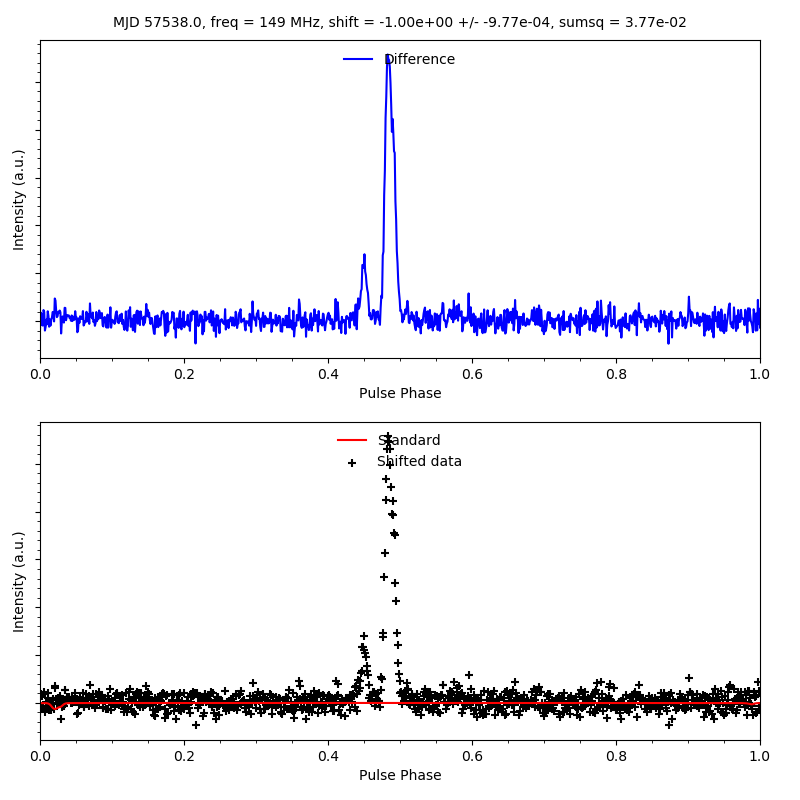 MJD 57538.0, freq = 149 MHz, shift = -1.00e+00 +/- -9.77e-04, sumsq = 3.77e-02
Difference
Intensity (a.u.)
0.0 0.2 0.4 0.6 0.8 1.0
Pulse Phase
Standard
Shifted data
Intensity (a.u.)
0.0 0.2 0.4 0.6 0.8 1.0
Pulse Phase